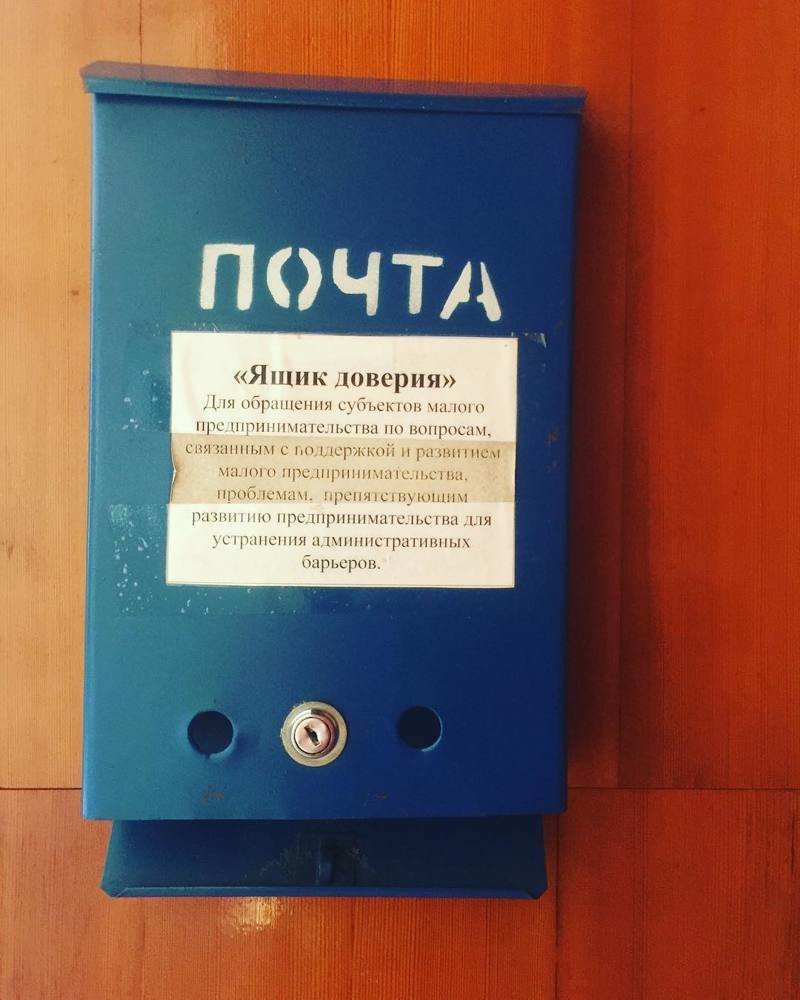 ПОЧТА
«Ящик доверия»
Для обращения субъектов малого
предпринимательства по вопросам,
связанным с поддержкой и развитием
малого предпринимательства,
проблемам, препятствующим
развитию предпринимательства для
устранения административных
барьеров.